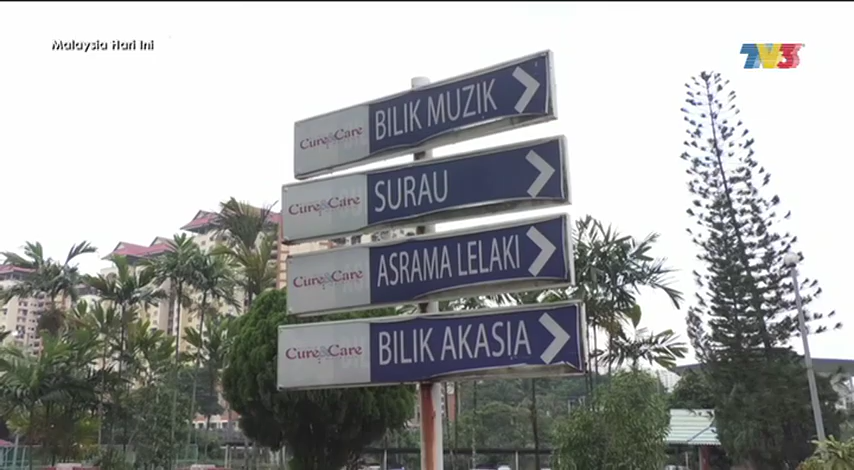 Malaysia Hari Ini
TV3
Cure&Care BILIK MUZIK
Cure&Care SURAU
Cure&Care ASRAMA LELAKI
Cure&Care BILIK AKASIA